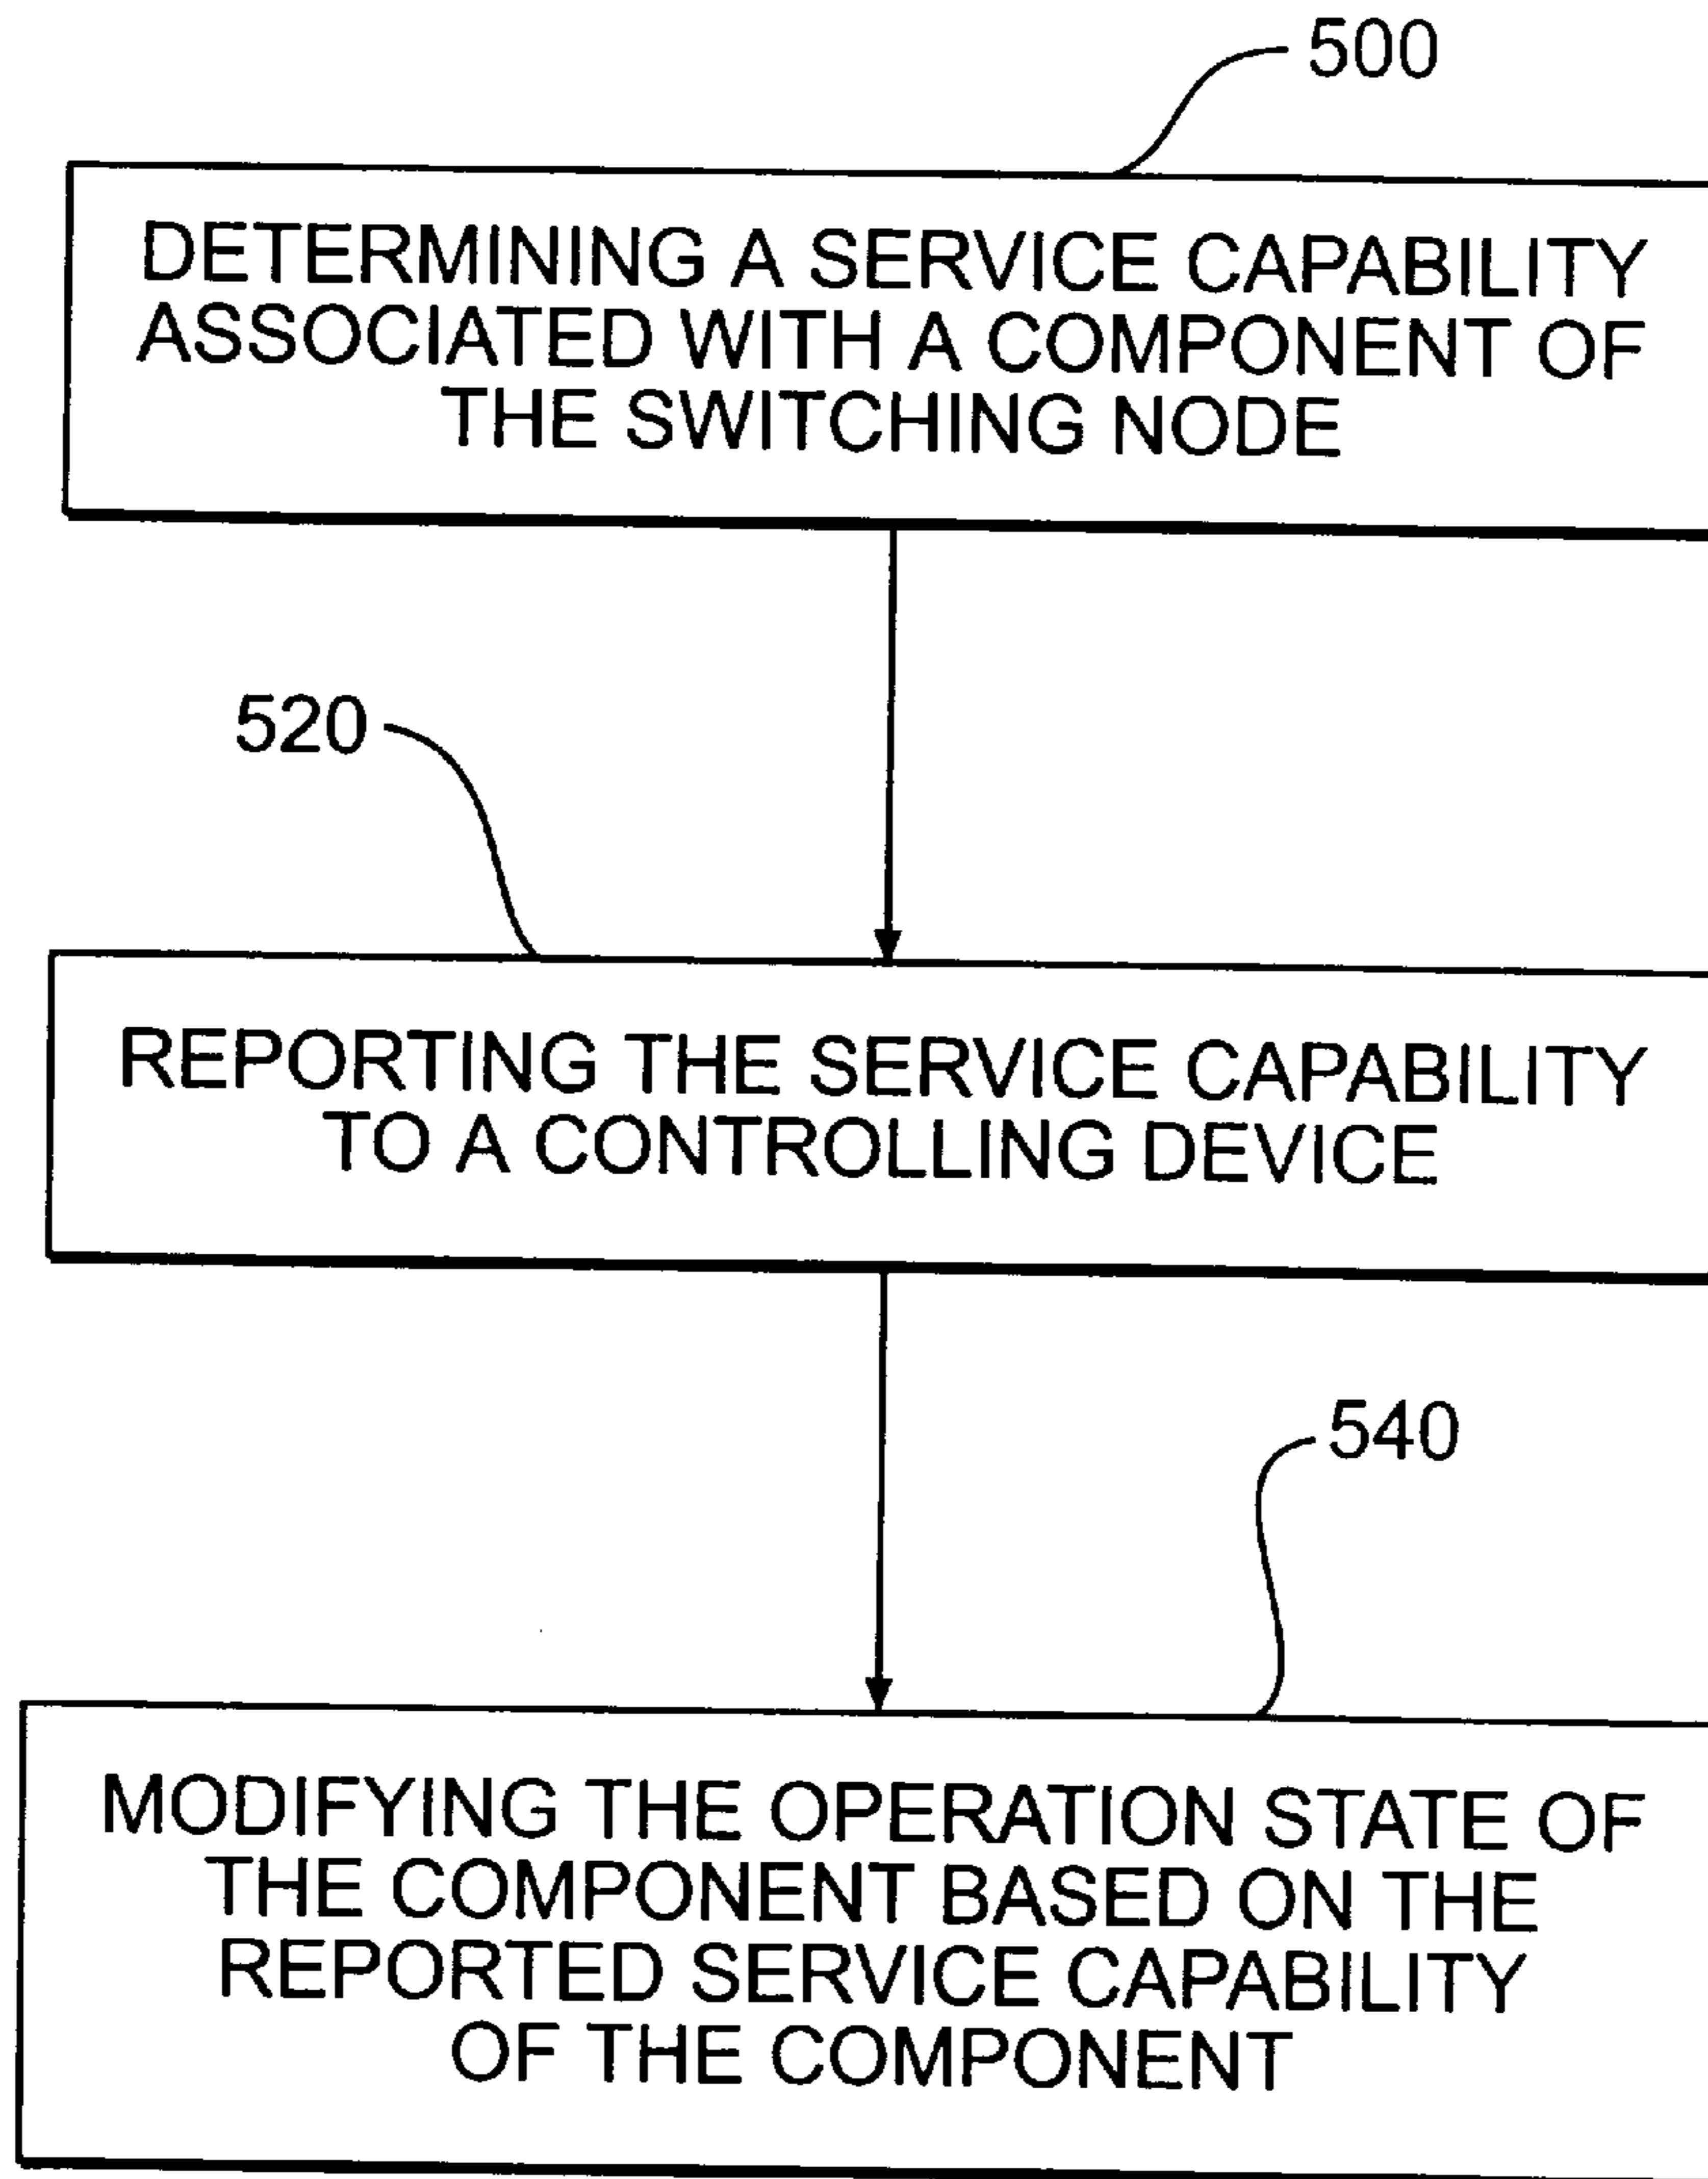 500
DETERMINING A SERVICE CAPABILITY
ASSOCIATED WITH A COMPONENT OF
THE SWITCHING NODE
520
REPORTING THE SERVICE CAPABILITY
TO A CONTROLLING DEVICE
540
MODIFYING THE OPERATION STATE OF
THE COMPONENT BASED ON THE
REPORTED SERVICE CAPABILITY
OF THE COMPONENT